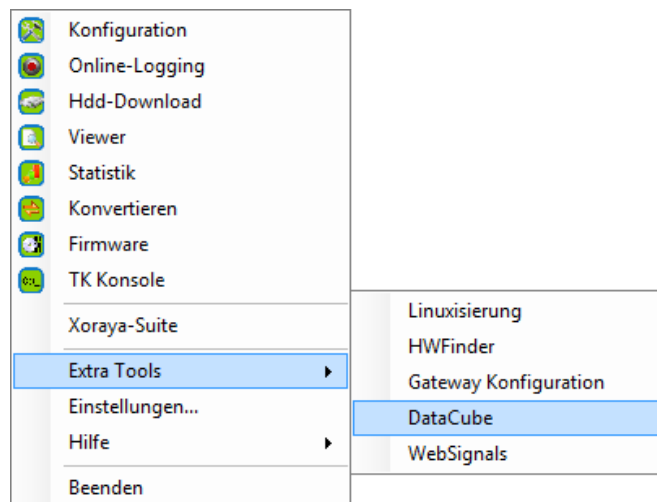 Konfiguration
Online-Logging
Hdd-Download
Viewer
Statistik
Konvertieren
Firmware
TK Konsole
Xoraya-Suite
Extra Tools
Einstellungen...
Hilfe
Beenden
Linuxisierung
HWFinder
Gateway Konfiguration
DataCube
WebSignals